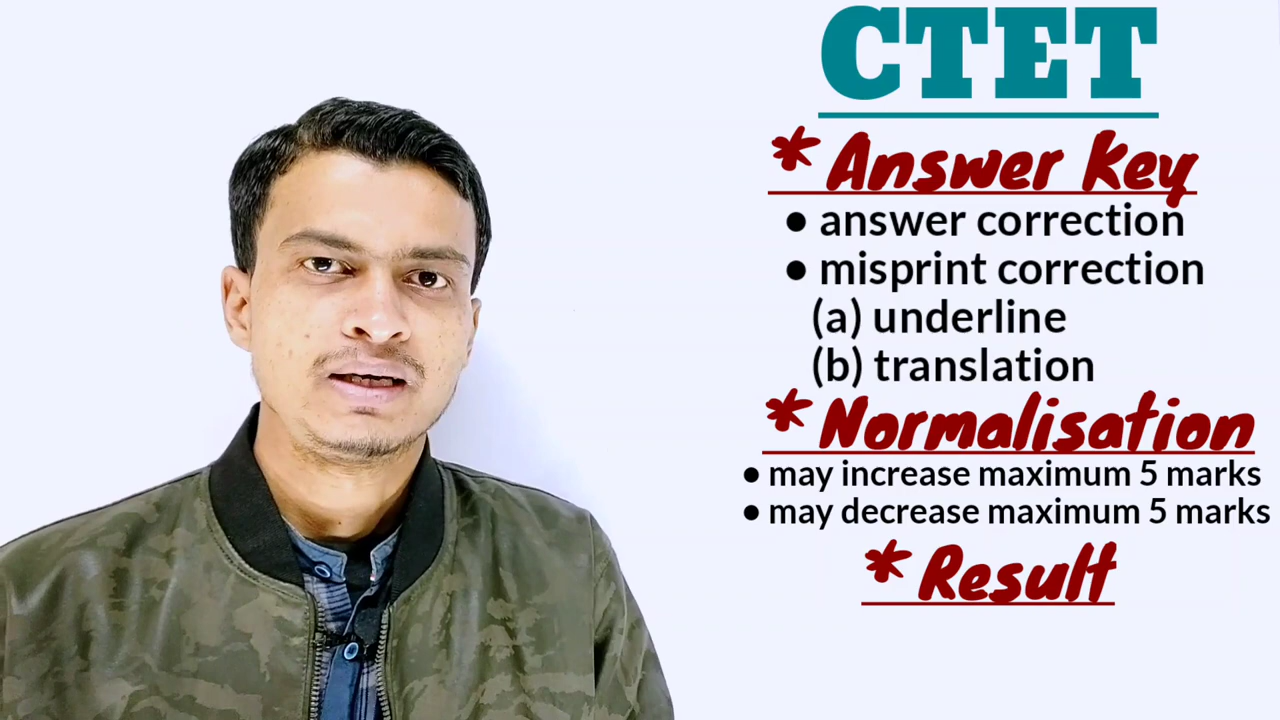 CTET
* Answer Key
• answer correction
• misprint correction
(a) underline
(b) translation
* Normalisation
• may increase maximum 5 marks
• may decrease maximum 5 marks
* Result